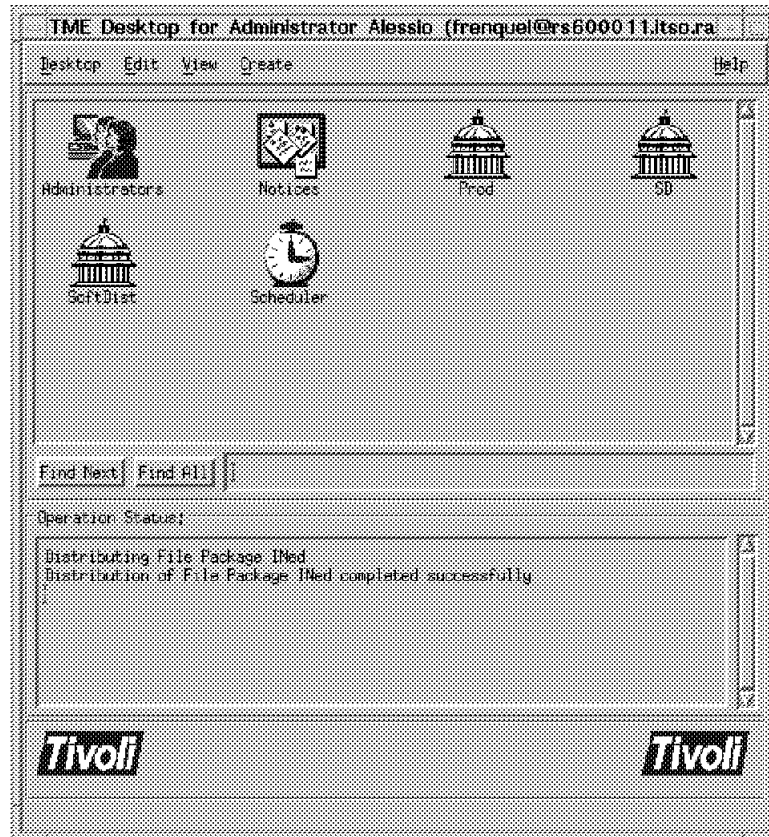 TME Desktop for Administrator Alessio (frenquel@rs600011.itso.ra
Desktop Edit View Create Help
Administrators Notices Prod SD
SoftDist Scheduler
Find Next Find All
Operation Status:
Distributing File Package INed
Distribution of File Package INed completed successfully
Tivoli Tivoli